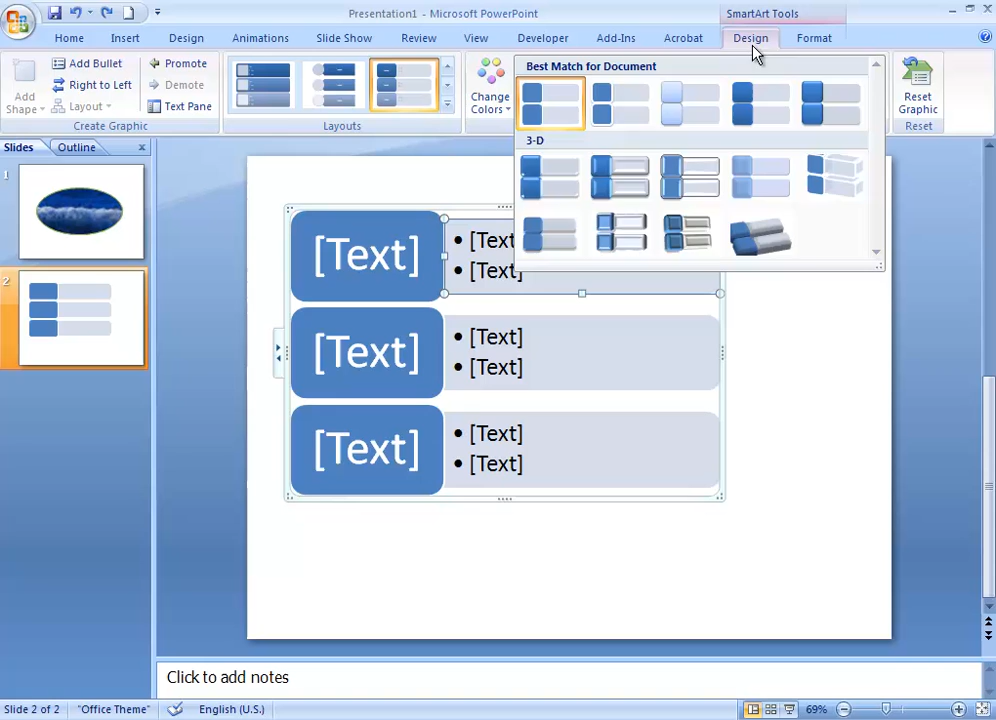 Presentation1 - Microsoft PowerPoint
SmartArt Tools
Home
Insert
Design
Animations
Slide Show
Review
View
Developer
Add-Ins
Acrobat
Design
Format
Add Shape
Add Bullet
Right to Left
Layout
Promote
Demote
Text Pane
Create Graphic
Layouts
Change Colors
Best Match for Document
3-D
Reset Graphic
Reset
Slides
Outline
1
2
[Text]
• [Text
• [Text]
[Text]
• [Text]
• [Text]
[Text]
• [Text]
• [Text]
Click to add notes
Slide 2 of 2
"Office Theme"
English (U.S.)
69%